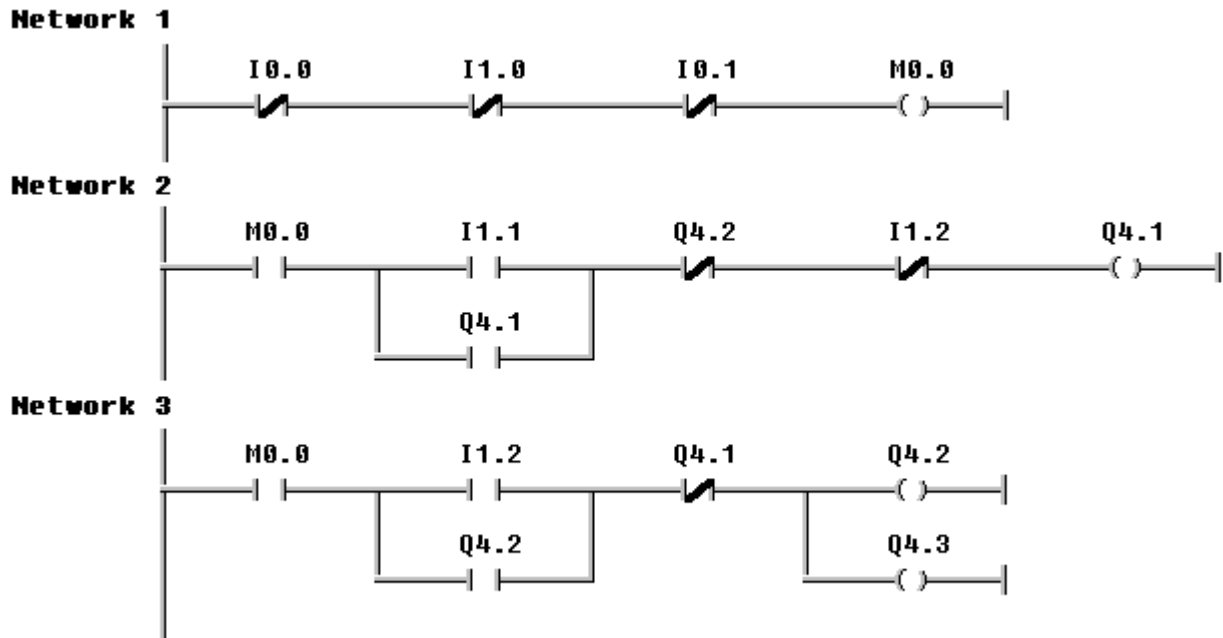 Network 1
I0.0 I1.0 I0.1 M0.0
Network 2
M0.0 I1.1 Q4.2 I1.2 Q4.1
Q4.1
Network 3
M0.0 I1.2 Q4.1 Q4.2
Q4.2 Q4.3